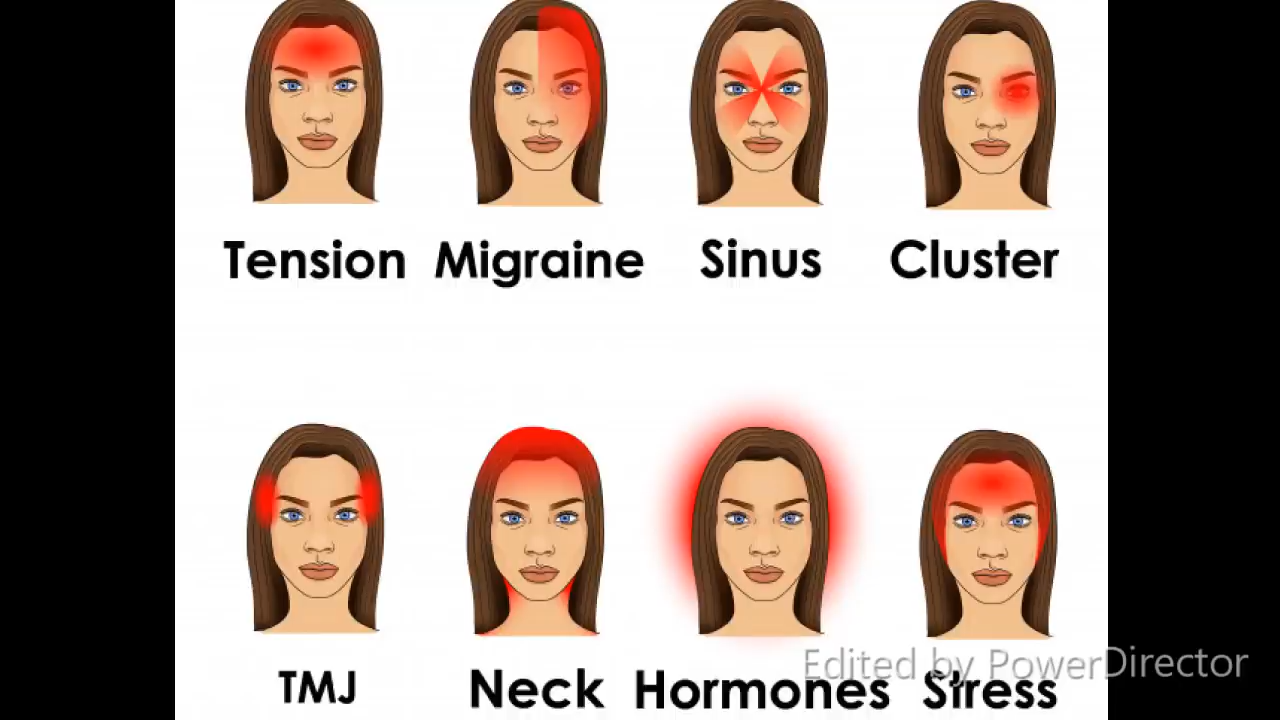 Tension Migraine Sinus Cluster
TMJ Neck Hormones Stress
Edited by PowerDirector